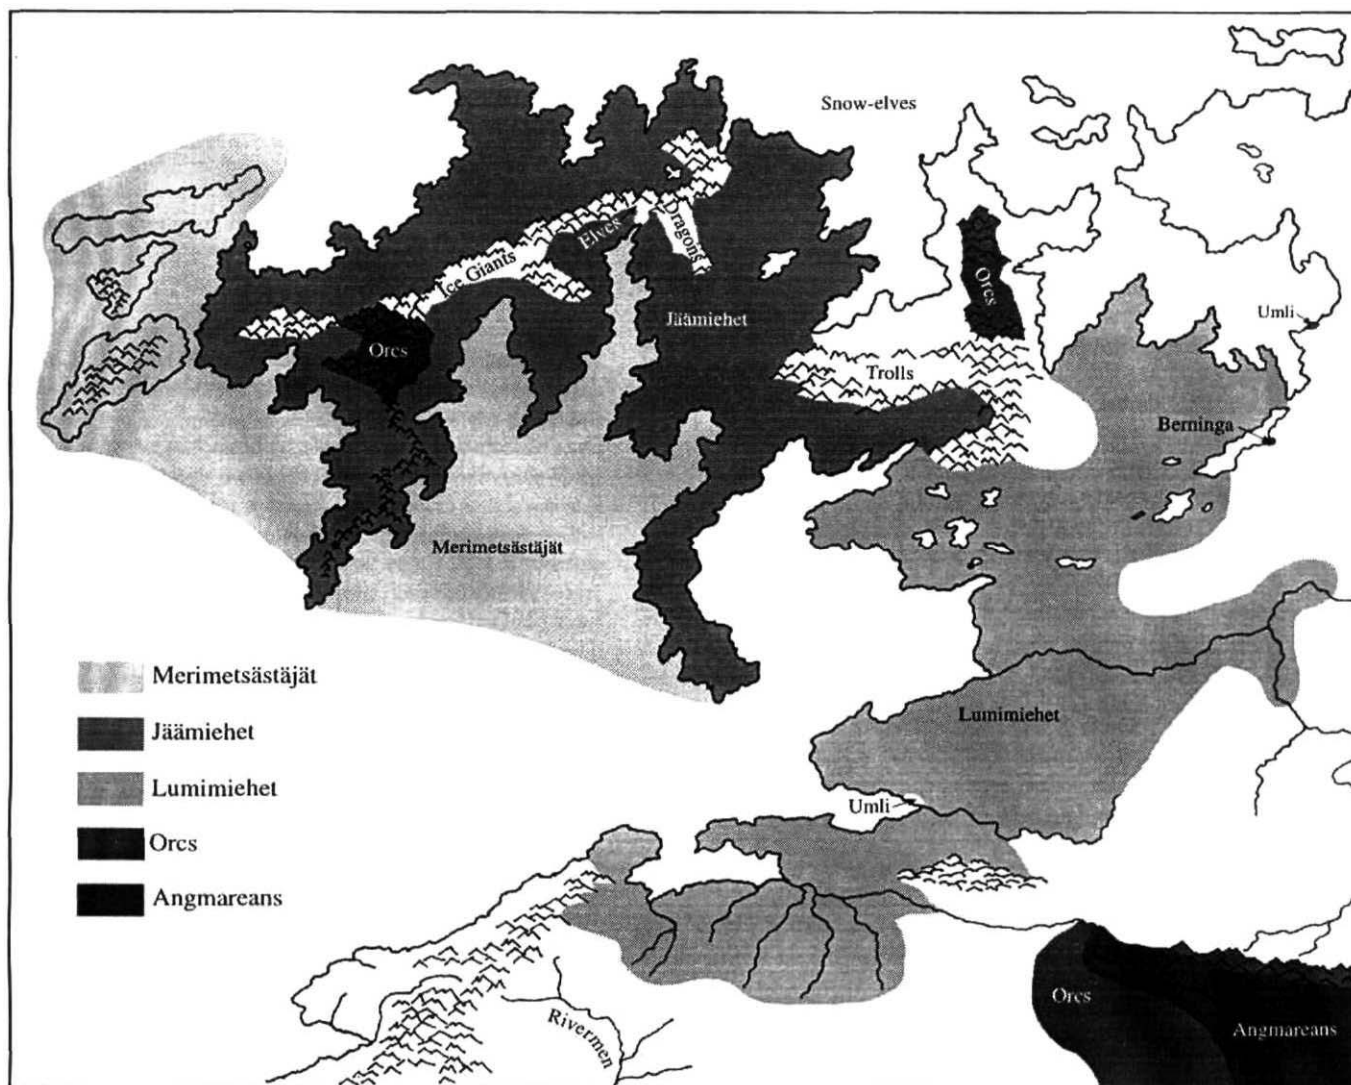 Snow-elves
Elves
Dragons
Ice Giants
Orcs
Umli
Jäämiehet
Orcs
Trolls
Berninga
Merimetsästäjät
Merimetsästäjät
Jäämiehet
Lumimiehet
Lumimiehet
Umli
Orcs
Angmareans
Orcs
Rivermen
Angmareans